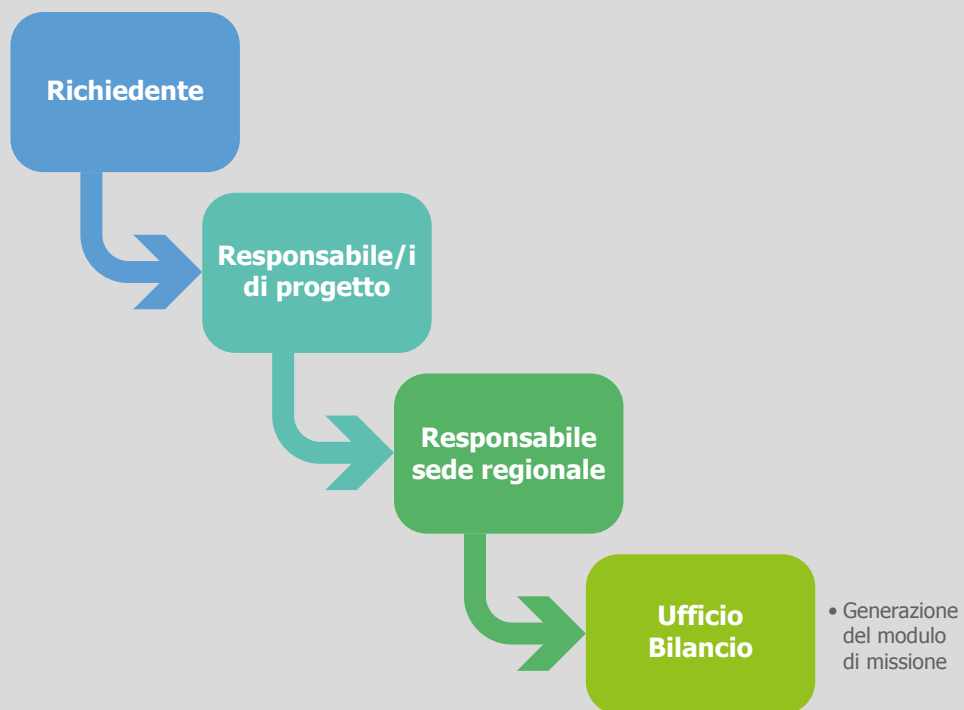 Richiedente
Responsabile/i
di progetto
Responsabile
sede regionale
Ufficio
Bilancio
• Generazione
del modulo
di missione